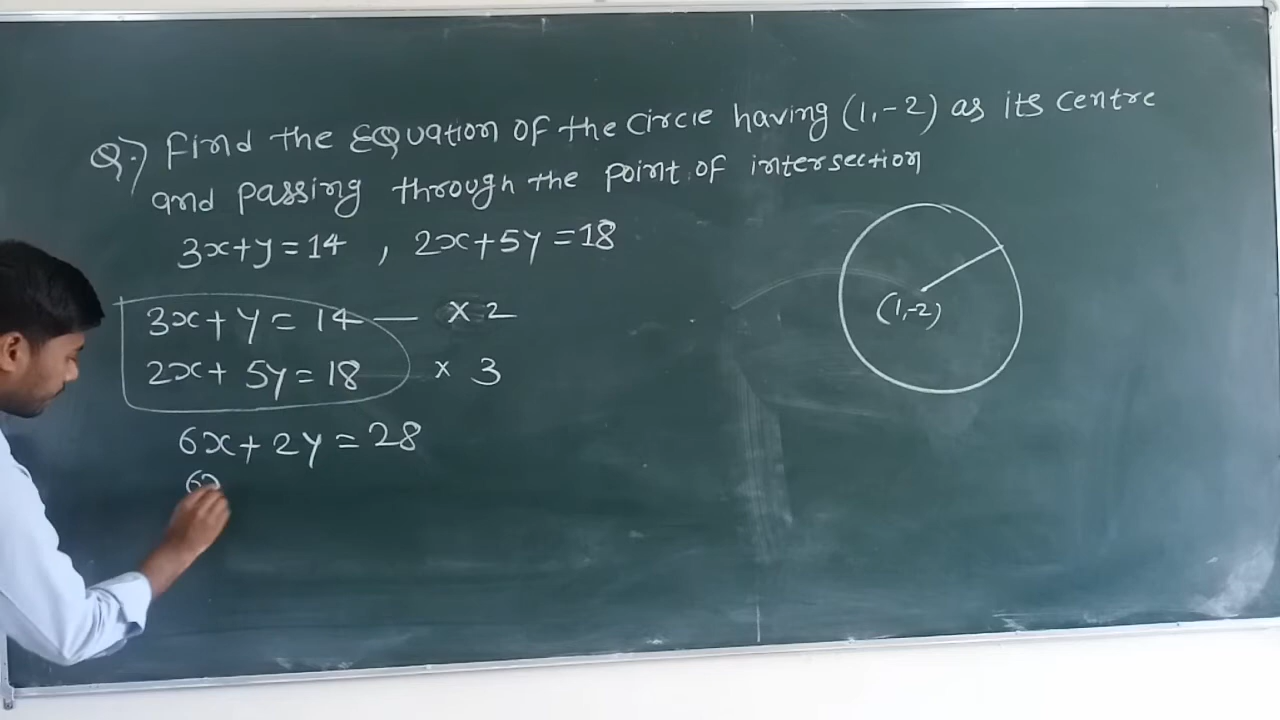 Q.) Find the Equation of the circle having (1,-2) as its centre
and passing through the point of intersection
3x+y=14 , 2x+5y=18
3x+y=14 — × 2
2x+5y=18 × 3
6x+2y=28
6x
(1,-2)